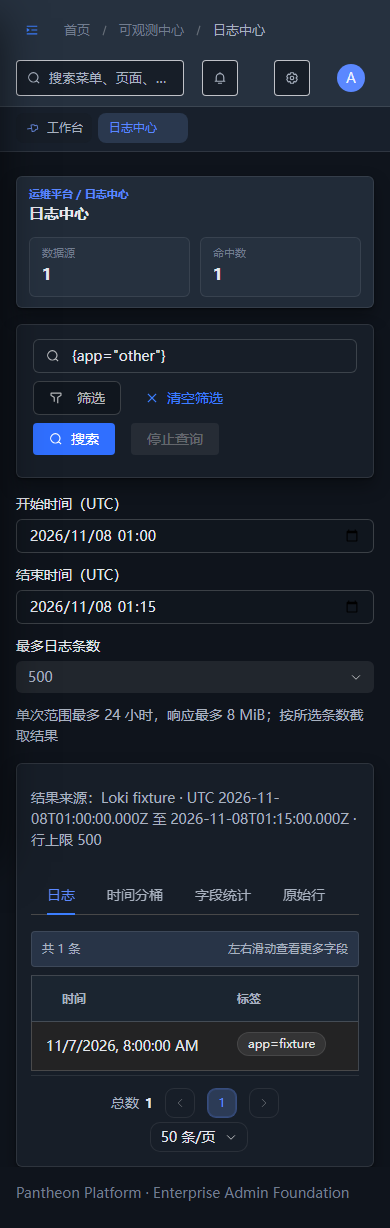 首页 / 可观测中心 / 日志中心
搜索菜单、页面、...
A
工作台 日志中心
运维平台 / 日志中心
日志中心
数据源 命中数
1 1
{app="other"}
筛选 清空筛选
搜索 停止查询
开始时间（UTC）
2026/11/08 01:00
结束时间（UTC）
2026/11/08 01:15
最多日志条数
500
单次范围最多 24 小时，响应最多 8 MiB；按所选条数截
取结果
结果来源：Loki fixture · UTC 2026-11-
08T01:00:00.000Z 至 2026-11-08T01:15:00.000Z ·
行上限 500
日志 时间分桶 字段统计 原始行
共 1 条 左右滑动查看更多字段
时间 标签
11/7/2026, 8:00:00 AM app=fixture
总数 1 1
50 条/页
Pantheon Platform · Enterprise Admin Foundation